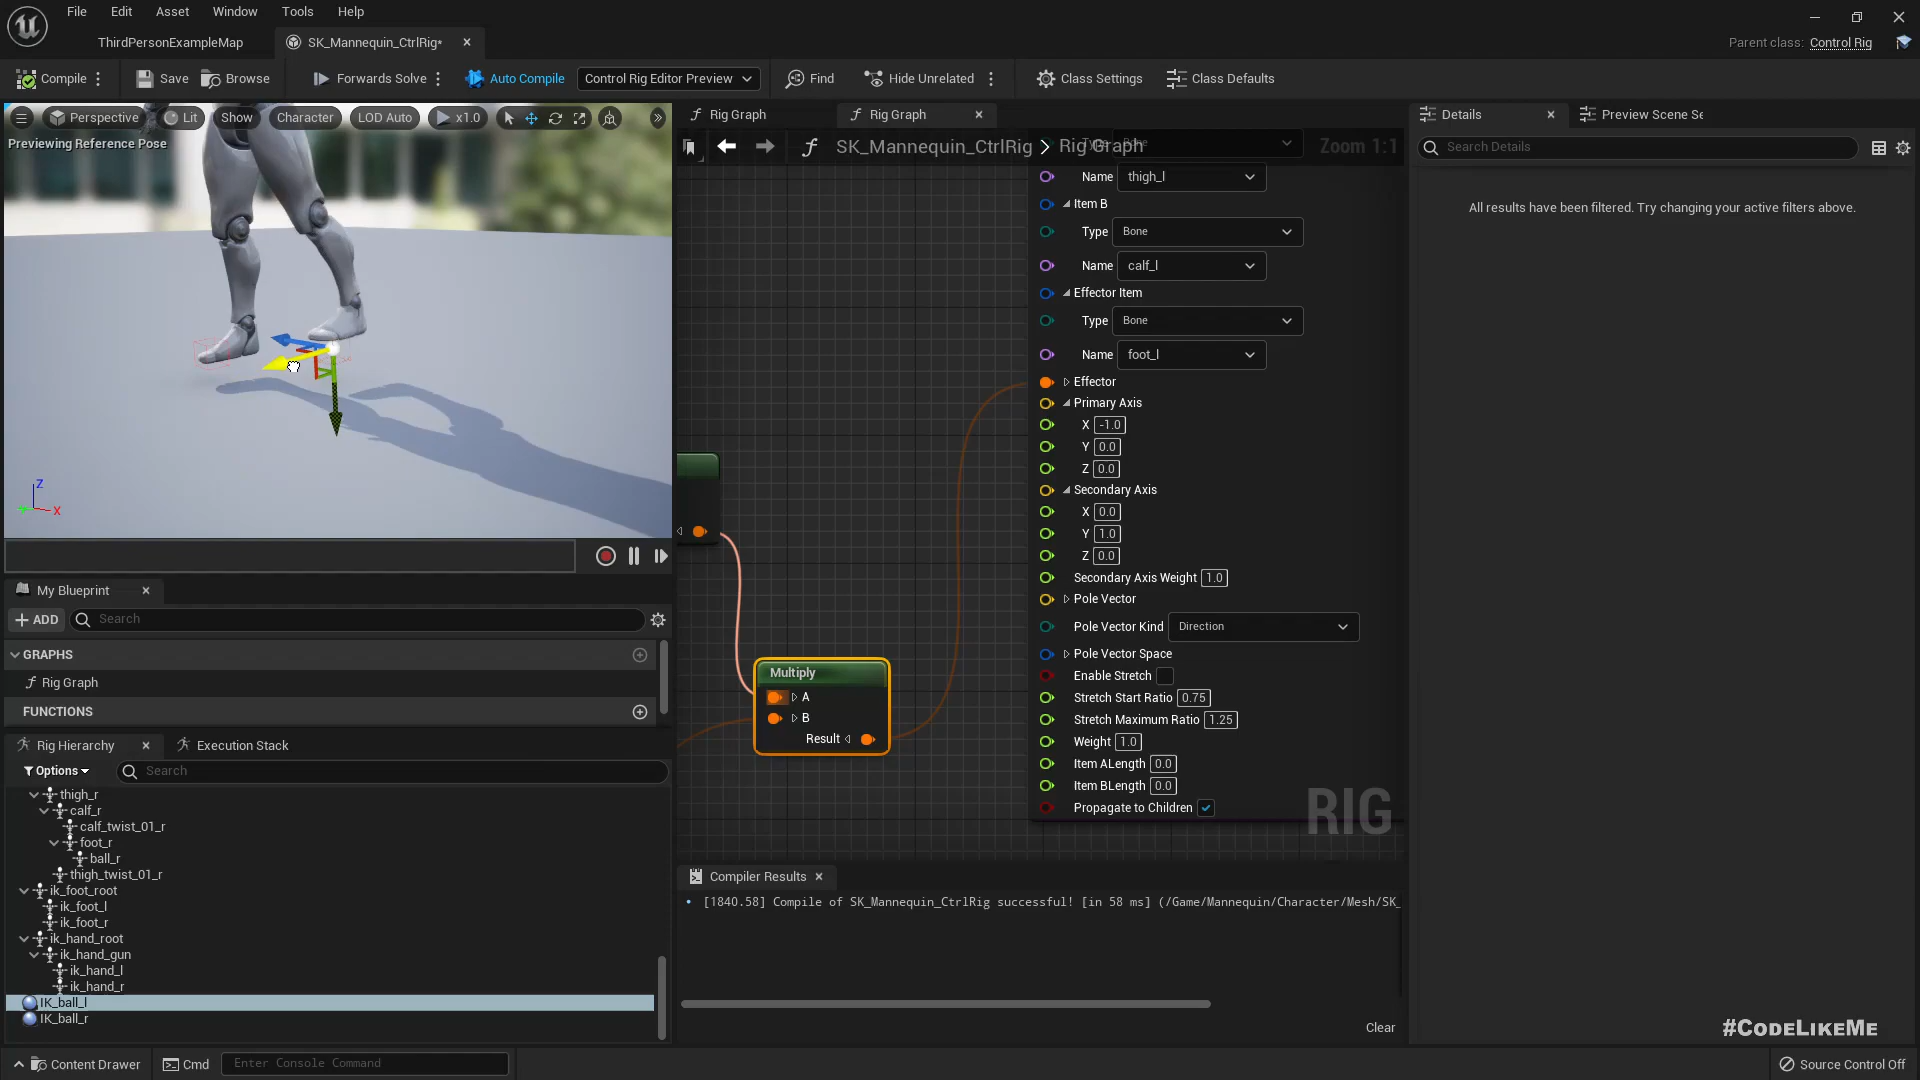 File Edit Asset Window Tools Help
ThirdPersonExampleMap
SK_Mannequin_CtrlRig*
Parent class: Control Rig
Compile
Save
Browse
Forwards Solve
Auto Compile
Control Rig Editor Preview
Find
Hide Unrelated
Class Settings
Class Defaults
Perspective
Lit
Show
Character
LOD Auto
x1.0
Previewing Reference Pose
Z
X
Rig Graph
Rig Graph
SK_Mannequin_CtrlRig > Rig Graph
Zoom 1:1
Type Bone
Name thigh_l
Item B
Type Bone
Name calf_l
Effector Item
Type Bone
Name foot_l
Effector
Primary Axis
X -1.0
Y 0.0
Z 0.0
Secondary Axis
X 0.0
Y 1.0
Z 0.0
Secondary Axis Weight 1.0
Pole Vector
Pole Vector Kind Direction
Pole Vector Space
Enable Stretch
Stretch Start Ratio 0.75
Stretch Maximum Ratio 1.25
Weight 1.0
Item ALength 0.0
Item BLength 0.0
Propagate to Children
RIG
Multiply
A
B
Result
Details
Preview Scene Se
Search Details
All results have been filtered. Try changing your active filters above.
My Blueprint
ADD
Search
GRAPHS
Rig Graph
FUNCTIONS
Rig Hierarchy
Execution Stack
Options
Search
thigh_r
calf_r
calf_twist_01_r
foot_r
ball_r
thigh_twist_01_r
ik_foot_root
ik_foot_l
ik_foot_r
ik_hand_root
ik_hand_gun
ik_hand_l
ik_hand_r
IK_ball_l
IK_ball_r
Compiler Results
[1840.58] Compile of SK_Mannequin_CtrlRig successful! [in 58 ms] (/Game/Mannequin/Character/Mesh/SK_
Clear
#CODELIKEME
Content Drawer
Cmd
Enter Console Command
Source Control Off